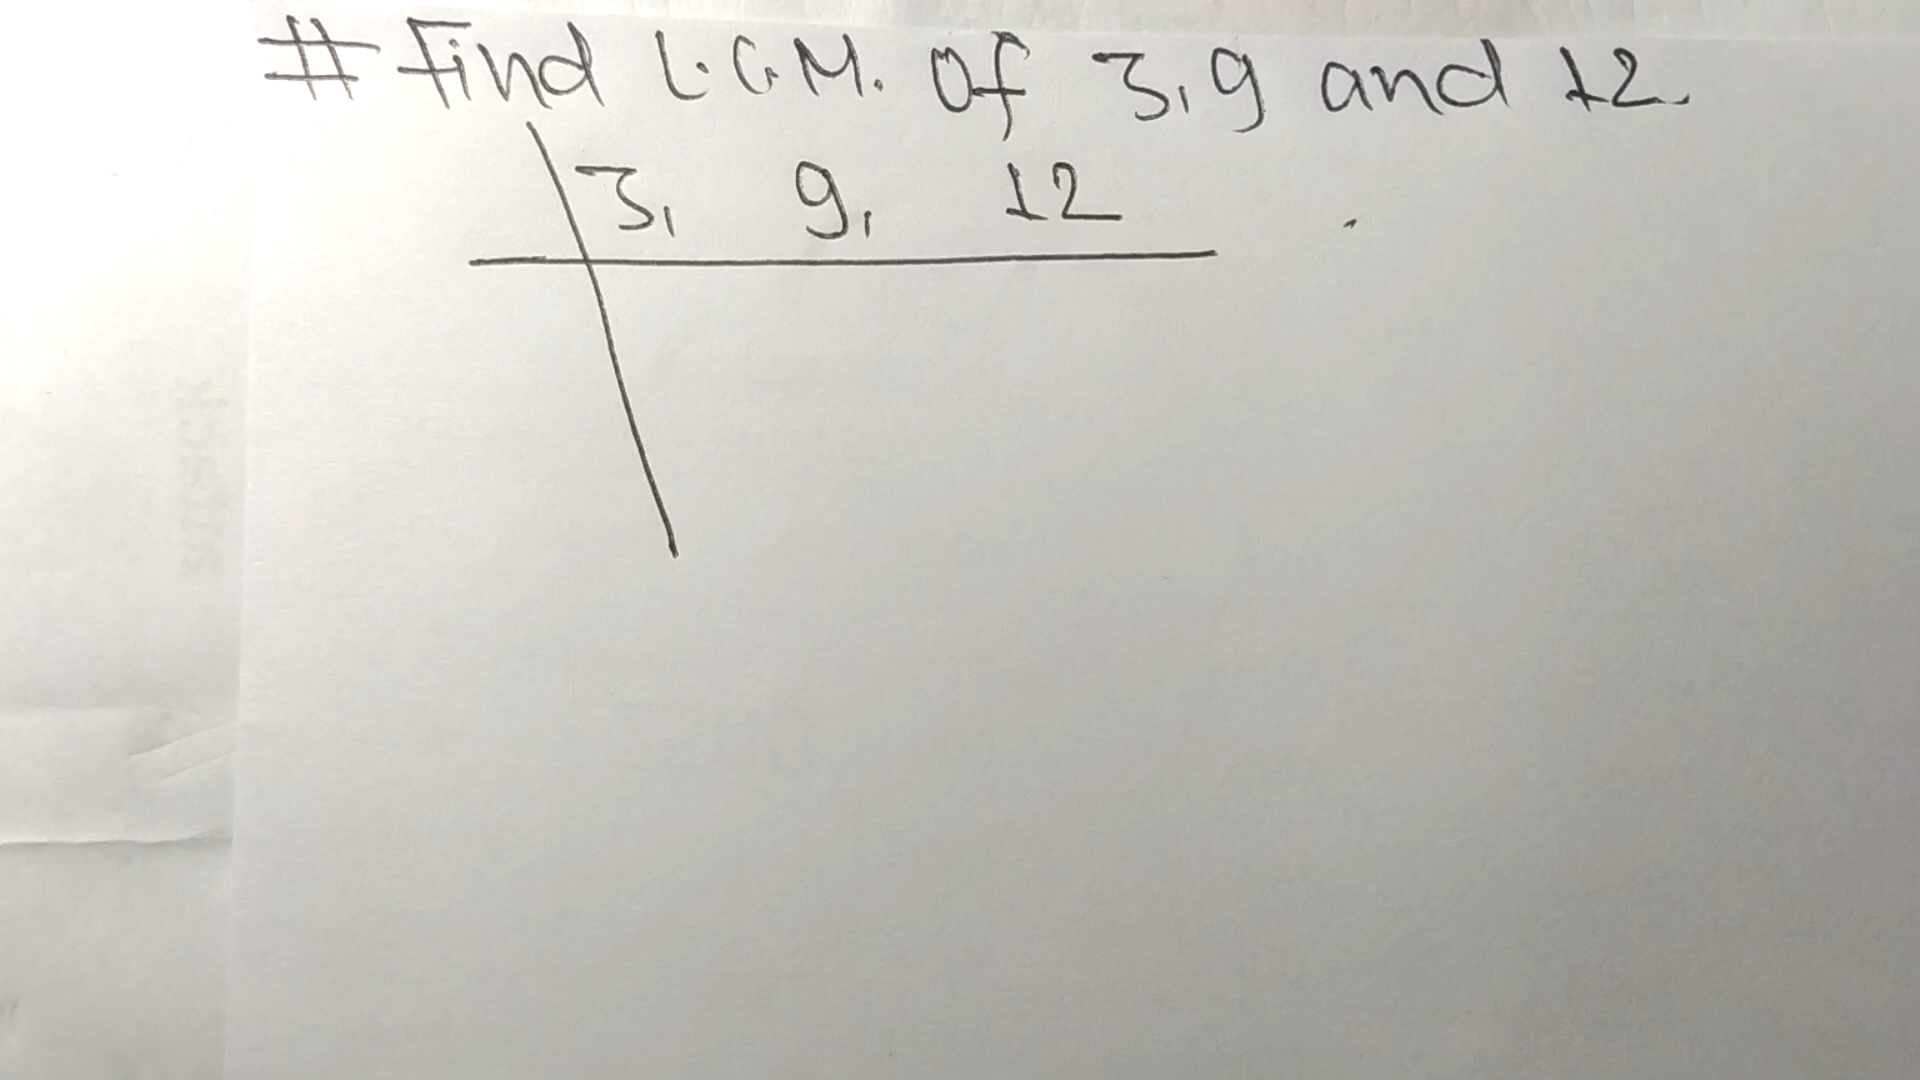 # Find L.C.M. Of 3, 9 and 12.
3, 9, 12